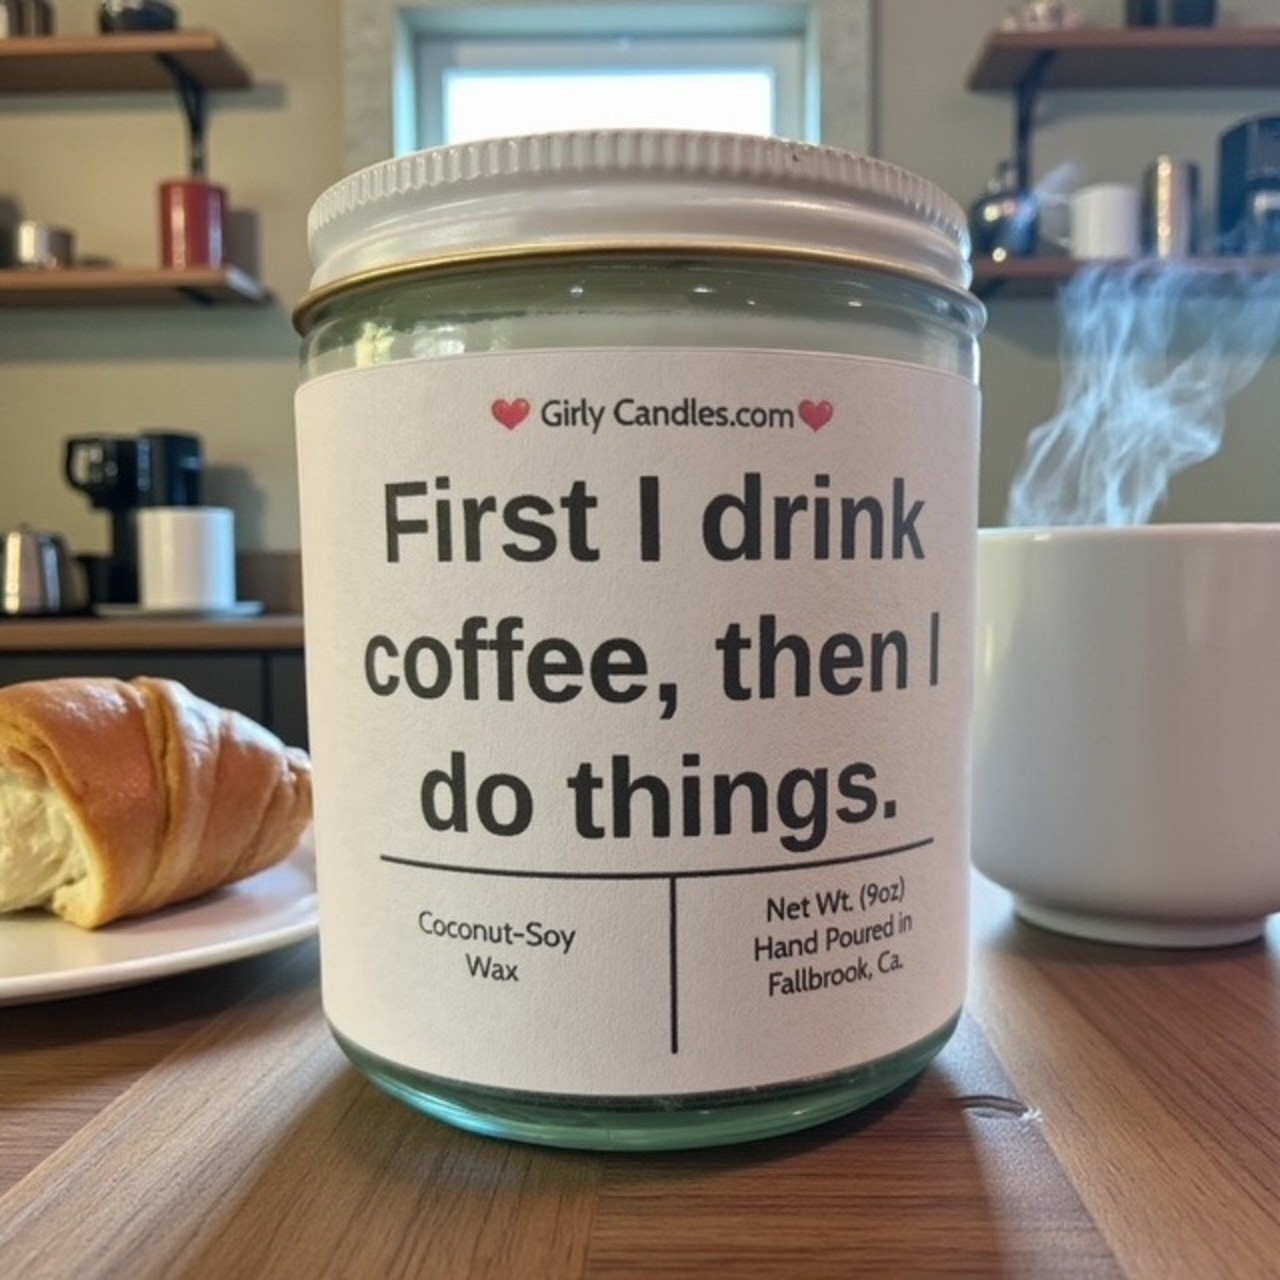 ❤️ Girly Candles.com❤️
First I drink
coffee, then I
do things.
Coconut-Soy
Wax
Net Wt. (9oz)
Hand Poured in
Fallbrook, Ca.